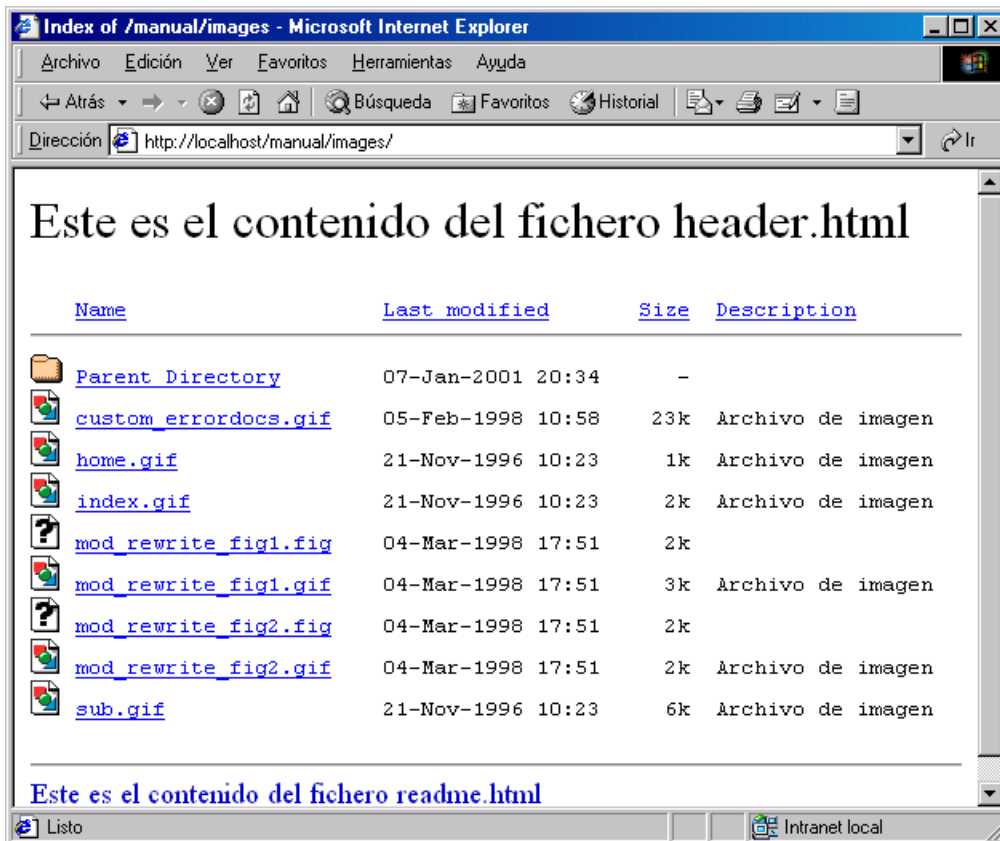 Index of /manual/images - Microsoft Internet Explorer
Archivo Edición Ver Favoritos Herramientas Ayuda
Atrás Búsqueda Favoritos Historial
Dirección http://localhost/manual/images/ Ir
Este es el contenido del fichero header.html
Name Last modified Size Description
Parent Directory 07-Jan-2001 20:34 -
custom_errordocs.gif 05-Feb-1998 10:58 23k Archivo de imagen
home.gif 21-Nov-1996 10:23 1k Archivo de imagen
index.gif 21-Nov-1996 10:23 2k Archivo de imagen
mod_rewrite_fig1.fig 04-Mar-1998 17:51 2k
mod_rewrite_fig1.gif 04-Mar-1998 17:51 3k Archivo de imagen
mod_rewrite_fig2.fig 04-Mar-1998 17:51 2k
mod_rewrite_fig2.gif 04-Mar-1998 17:51 2k Archivo de imagen
sub.gif 21-Nov-1996 10:23 6k Archivo de imagen
Este es el contenido del fichero readme.html
Listo Intranet local